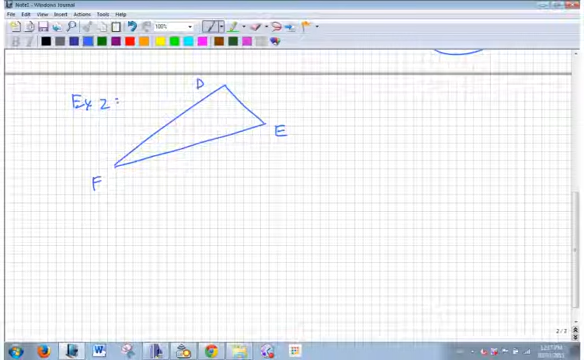 Note1 - Windows Journal
File Edit View Insert Actions Tools Help
100%
B I
D
Ex 2:
E
F
2 / 2